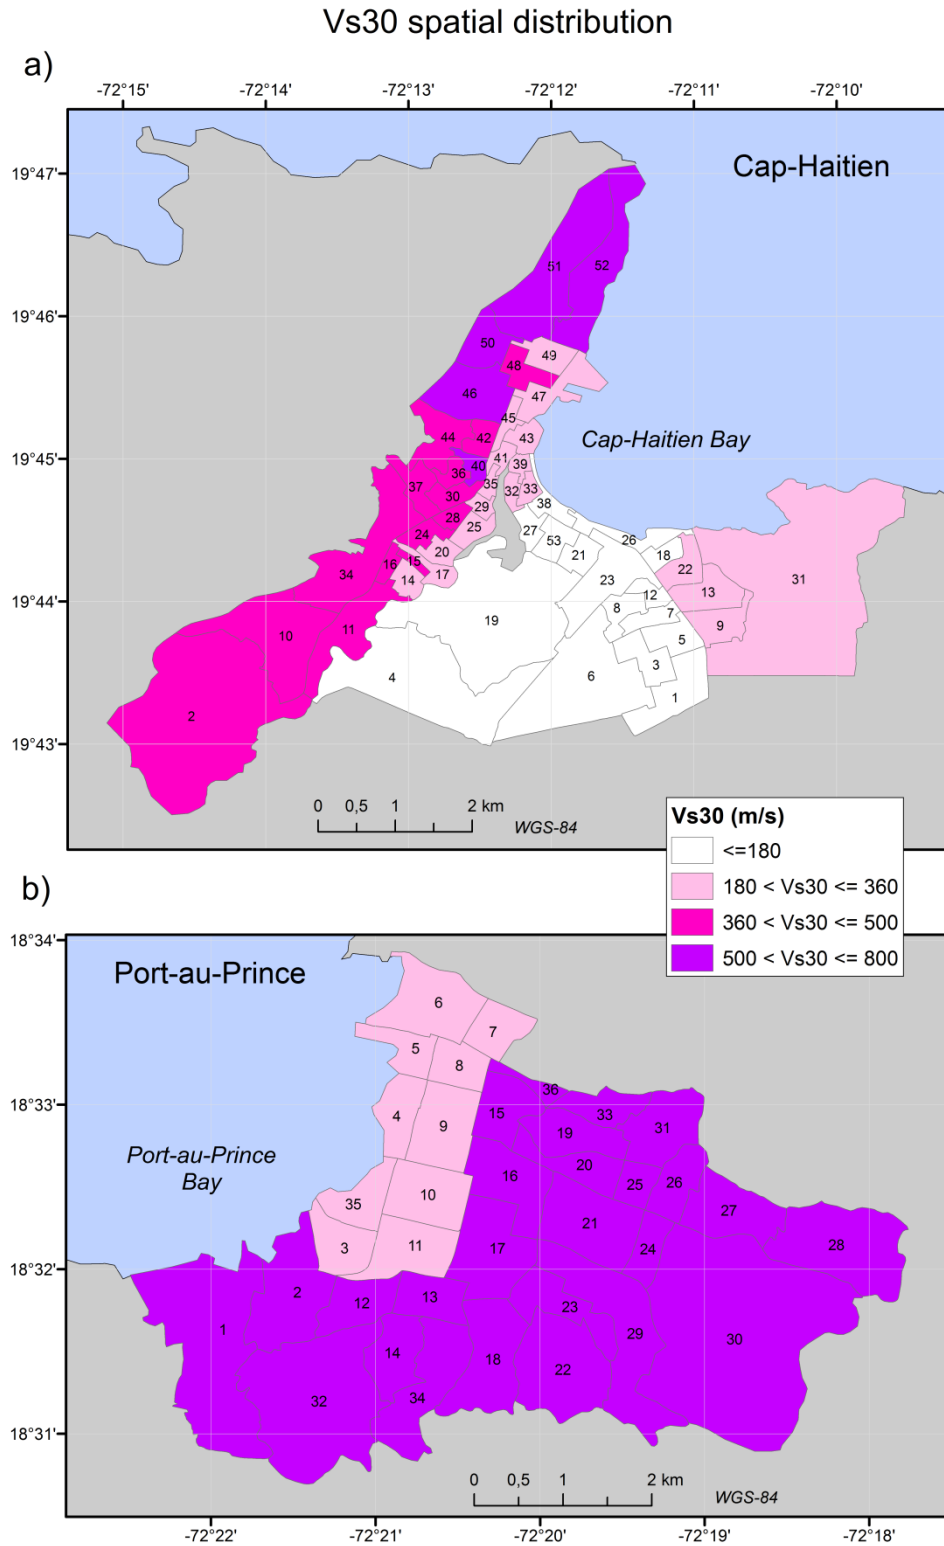 Vs30 spatial distribution
a)
-72°15' -72°14' -72°13' -72°12' -72°11' -72°10'
Cap-Haitien
19°47'
51 52
19°46'
50 49
48
46 47
45
44 42 43
Cap-Haitien Bay
19°45'
41 39
40
36
37 35 32 33
30 38
29
28 25 27
24 53 26
20 21 18
16 15 22 31
34 14 17 23
13
12
19°44'
8 7
19 9
11
10 5
3
4 6
1
2
19°43'
0 0,5 1 2 km
WGS-84
Vs30 (m/s)
<=180
180 < Vs30 <= 360
360 < Vs30 <= 500
500 < Vs30 <= 800
b)
18°34'
Port-au-Prince
6
7
5
8
18°33'
36
4 15 33
9 19 31
Port-au-Prince
Bay
20
16 25 26
35 10
21 27
3 11 17 24 28
18°32'
2 12 13 23
1 29 30
14 18 22
32 34
18°31'
0 0,5 1 2 km
WGS-84
-72°22' -72°21' -72°20' -72°19' -72°18'